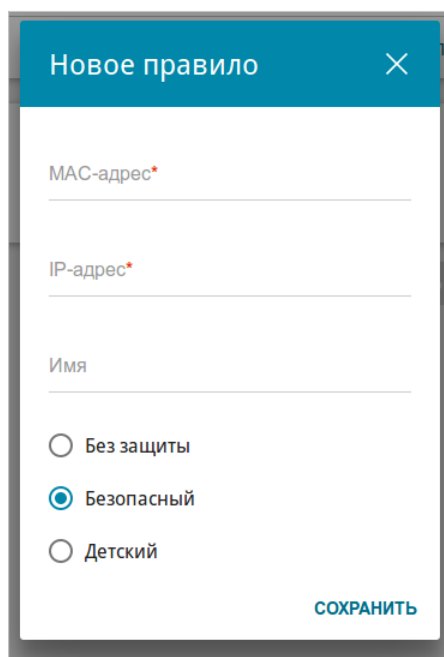 Новое правило
MAC-адрес*
IP-адрес*
Имя
Без защиты
Безопасный
Детский
СОХРАНИТЬ